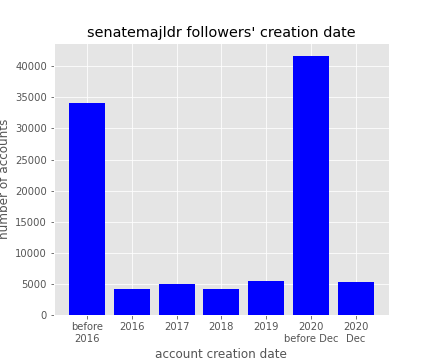 senatemajldr followers' creation date
40000
35000
30000
25000
20000
15000
10000
5000
0
number of accounts
before 2016 2017 2018 2019 2020 2020
2016 before Dec Dec
account creation date